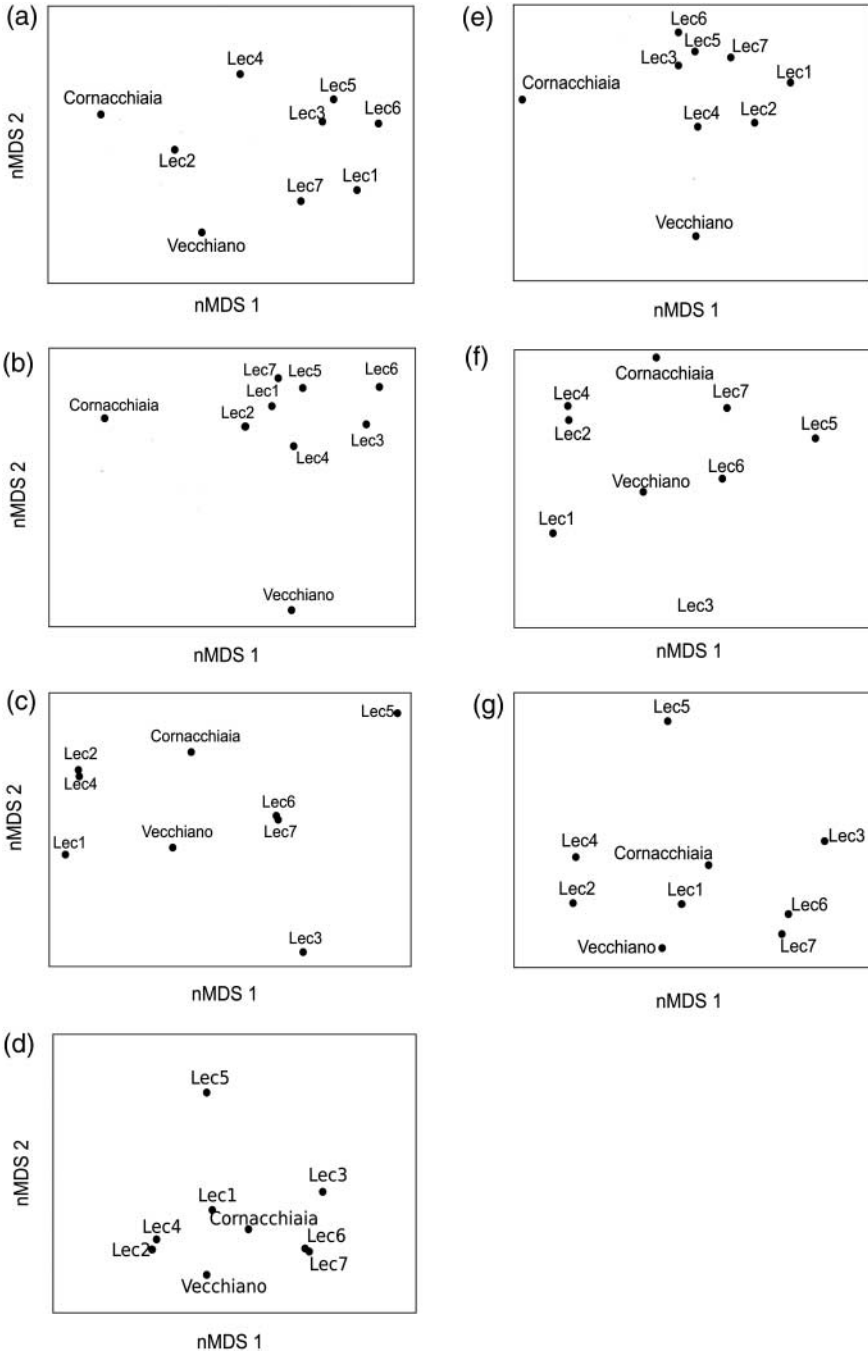 (a)
Lec4
Cornacchiaia
Lec5
Lec3
Lec6
Lec2
Lec7
Lec1
Vecchiano
nMDS 2
nMDS 1
(b)
Lec7
Lec5
Lec6
Cornacchiaia
Lec1
Lec2
Lec3
Lec4
Vecchiano
nMDS 2
nMDS 1
(c)
Lec5
Cornacchiaia
Lec2
Lec4
Lec6
Lec7
Vecchiano
Lec1
Lec3
nMDS 2
nMDS 1
(d)
Lec5
Lec3
Lec1
Cornacchiaia
Lec4
Lec2
Lec6
Lec7
Vecchiano
nMDS 2
nMDS 1
(e)
Lec6
Lec5
Lec7
Lec3
Lec1
Cornacchiaia
Lec4
Lec2
Vecchiano
nMDS 1
(f)
Cornacchiaia
Lec4
Lec7
Lec2
Lec5
Lec6
Vecchiano
Lec1
Lec3
nMDS 1
(g)
Lec5
Lec4
Lec3
Cornacchiaia
Lec2
Lec1
Lec6
Vecchiano
Lec7
nMDS 1